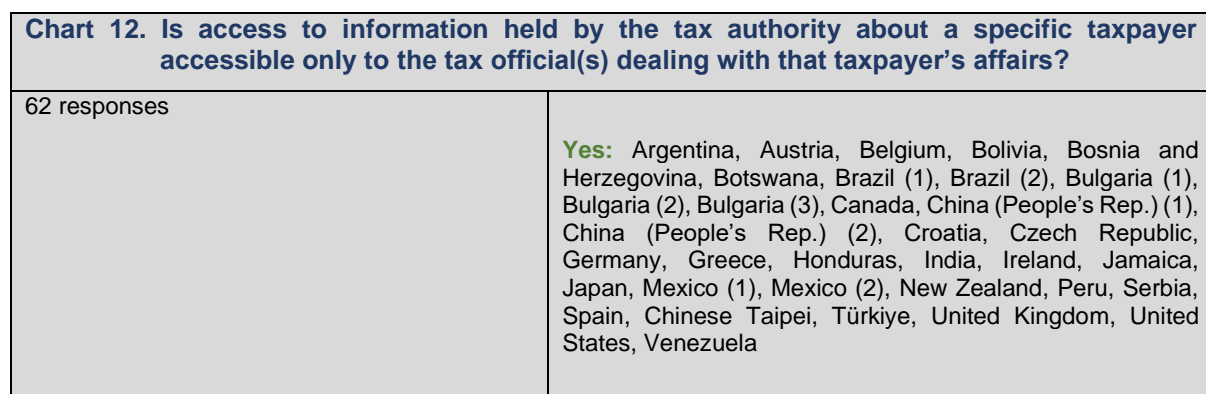 Chart 12. Is access to information held by the tax authority about a specific taxpayer
accessible only to the tax official(s) dealing with that taxpayer’s affairs?
62 responses
Yes: Argentina, Austria, Belgium, Bolivia, Bosnia and
Herzegovina, Botswana, Brazil (1), Brazil (2), Bulgaria (1),
Bulgaria (2), Bulgaria (3), Canada, China (People’s Rep.) (1),
China (People’s Rep.) (2), Croatia, Czech Republic,
Germany, Greece, Honduras, India, Ireland, Jamaica,
Japan, Mexico (1), Mexico (2), New Zealand, Peru, Serbia,
Spain, Chinese Taipei, Türkiye, United Kingdom, United
States, Venezuela